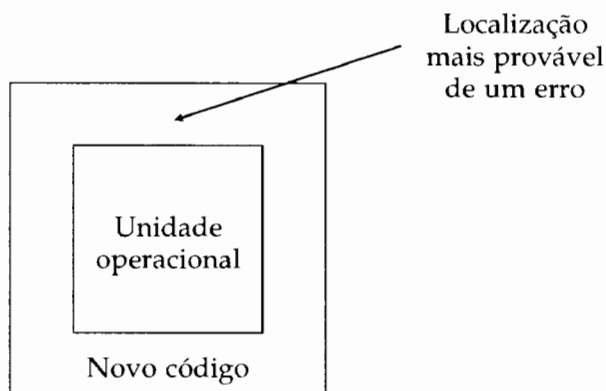 Localização
mais provável
de um erro
Unidade
operacional
Novo código